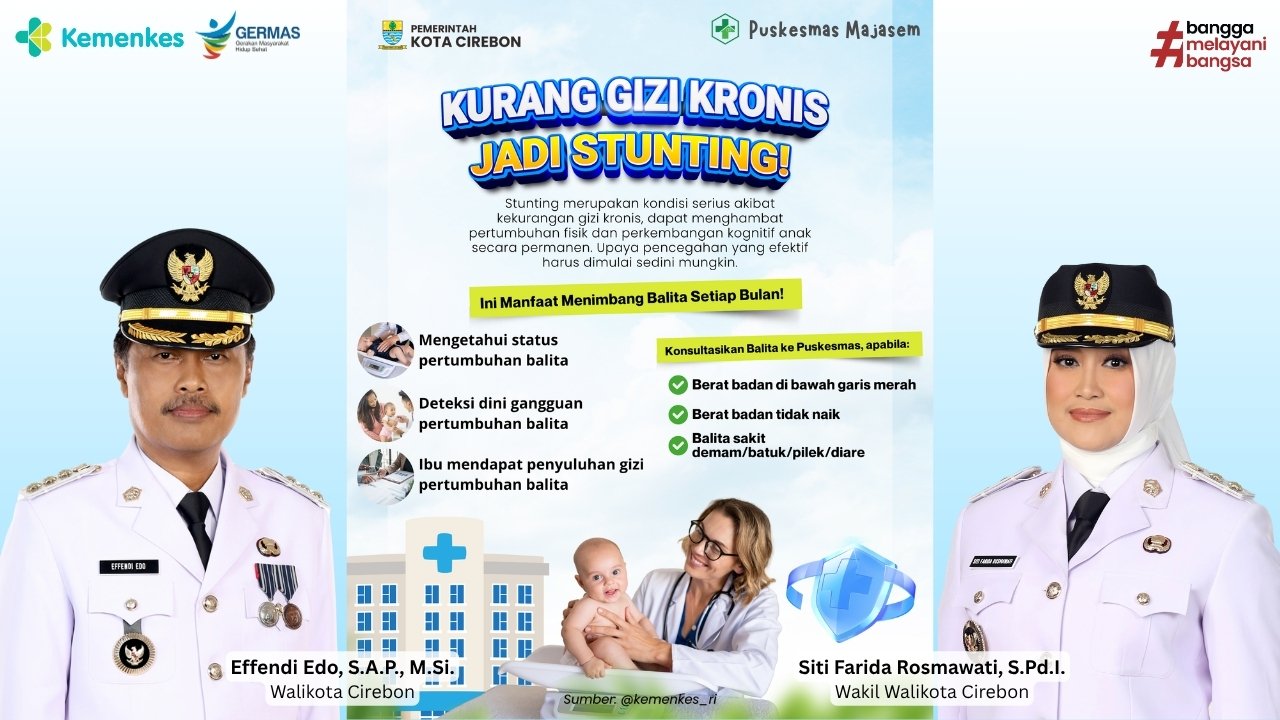 Kemenkes
GERMAS
Gerakan Masyarakat
Hidup Sehat
PEMERINTAH
KOTA CIREBON
Puskesmas Majasem
#bangga
melayani
bangsa
KURANG GIZI KRONIS
JADI STUNTING!
Stunting merupakan kondisi serius akibat
kekurangan gizi kronis, dapat menghambat
pertumbuhan fisik dan perkembangan kognitif anak
secara permanen. Upaya pencegahan yang efektif
harus dimulai sedini mungkin.
Ini Manfaat Menimbang Balita Setiap Bulan!
Mengetahui status
pertumbuhan balita
Deteksi dini gangguan
pertumbuhan balita
Ibu mendapat penyuluhan gizi
pertumbuhan balita
Konsultasikan Balita ke Puskesmas, apabila:
Berat badan di bawah garis merah
Berat badan tidak naik
Balita sakit
demam/batuk/pilek/diare
EFFENDI EDO
SITI FARIDA ROSMAWATI
Effendi Edo, S.A.P., M.Si.
Walikota Cirebon
Siti Farida Rosmawati, S.Pd.I.
Wakil Walikota Cirebon
Sumber: @kemenkes_ri